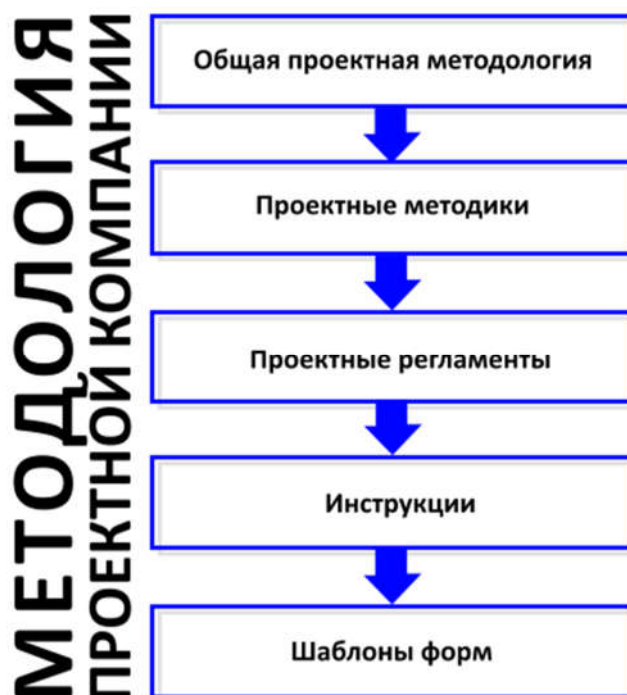 МЕТОДОЛОГИЯ
ПРОЕКТНОЙ КОМПАНИИ
Общая проектная методология
Проектные методики
Проектные регламенты
Инструкции
Шаблоны форм